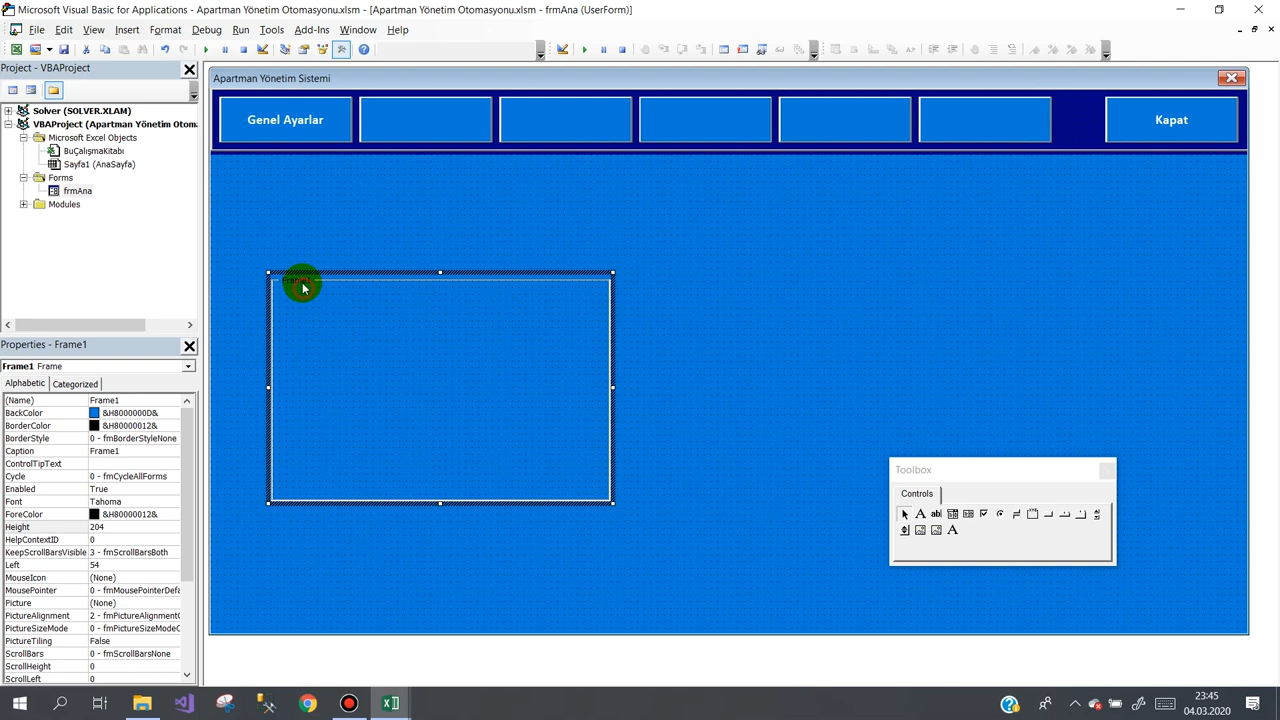 Microsoft Visual Basic for Applications - Apartman Yönetim Otomasyonu.xlsm - [Apartman Yönetim Otomasyonu.xlsm - frmAna (UserForm)]
File Edit View Insert Format Debug Run Tools Add-Ins Window Help
Project - VBAProject
Solver (SOLVER.XLAM)
VBAProject (Apartman Yönetim Otoma
Microsoft Excel Objects
BuÇalışmaKitabı
Sayfa1 (AnaSayfa)
Forms
frmAna
Modules
Properties - Frame1
Frame1 Frame
Alphabetic Categorized
(Name) Frame1
BackColor &H8000000D&
BorderColor &H80000012&
BorderStyle 0 - fmBorderStyleNone
Caption Frame1
ControlTipText
Cycle 0 - fmCycleAllForms
Enabled True
Font Tahoma
ForeColor &H80000012&
Height 204
HelpContextID 0
KeepScrollBarsVisible 3 - fmScrollBarsBoth
Left 54
MouseIcon (None)
MousePointer 0 - fmMousePointerDefa
Picture (None)
PictureAlignment 2 - fmPictureAlignmentC
PictureSizeMode 0 - fmPictureSizeModeC
PictureTiling False
ScrollBars 0 - fmScrollBarsNone
ScrollHeight 0
ScrollLeft 0
Apartman Yönetim Sistemi
Genel Ayarlar
Kapat
Frame1
Toolbox
Controls
23:45
04.03.2020